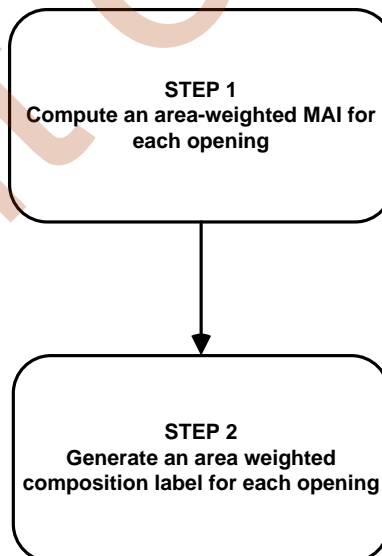 STEP 1
Compute an area-weighted MAI for
each opening
STEP 2
Generate an area weighted
composition label for each opening